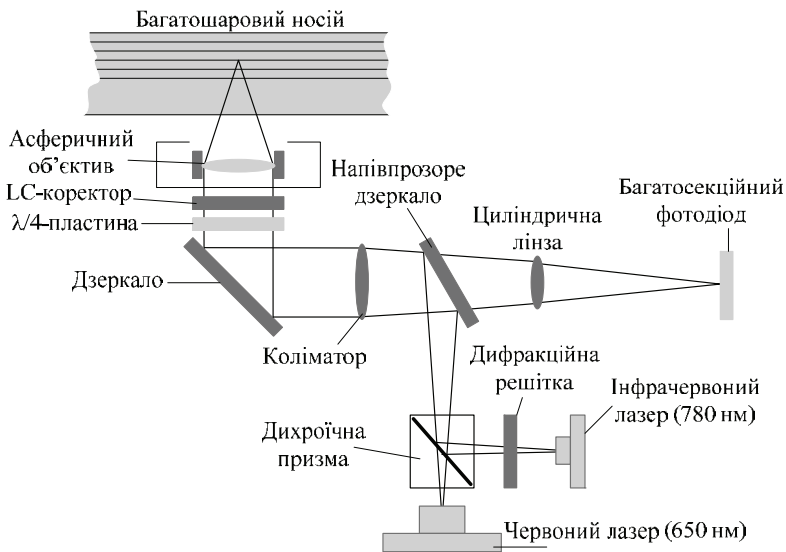 Багатошаровий носій
Асферичний
об’єктив
LC-коректор
λ/4-пластина
Дзеркало
Напівпрозоре
дзеркало
Циліндрична
лінза
Багатосекційний
фотодіод
Коліматор
Дифракційна
решітка
Інфрачервоний
лазер (780 нм)
Дихроїчна
призма
Червоний лазер (650 нм)